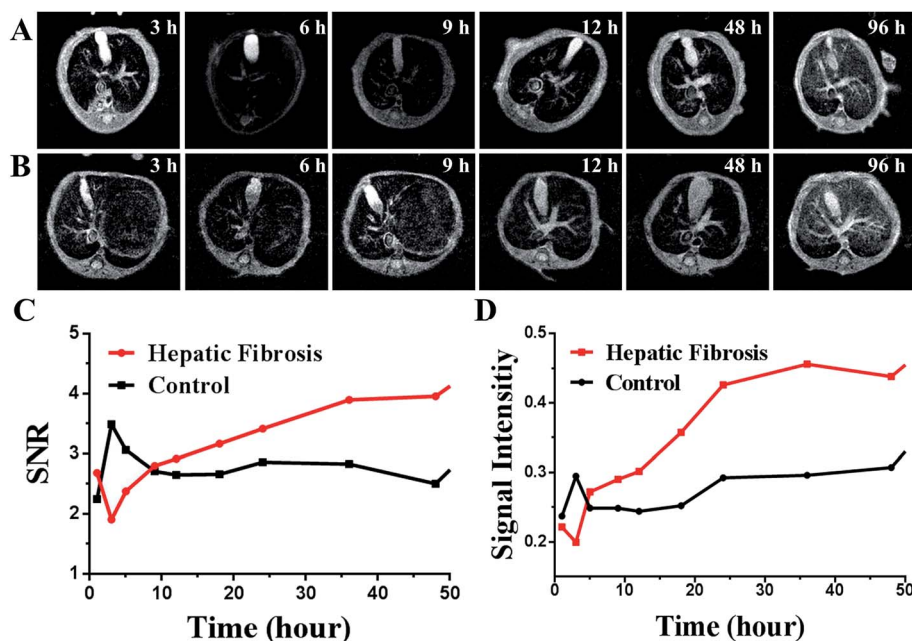 A 3 h 6 h 9 h 12 h 48 h 96 h
B 3 h 6 h 9 h 12 h 48 h 96 h
C
5
4
3
2
1
SNR
Hepatic Fibrosis
Control
0 10 20 30 40 50
Time (hour)
D
0.5
0.4
0.3
0.2
Signal Intensitiy
Hepatic Fibrosis
Control
0 10 20 30 40 50
Time (hour)